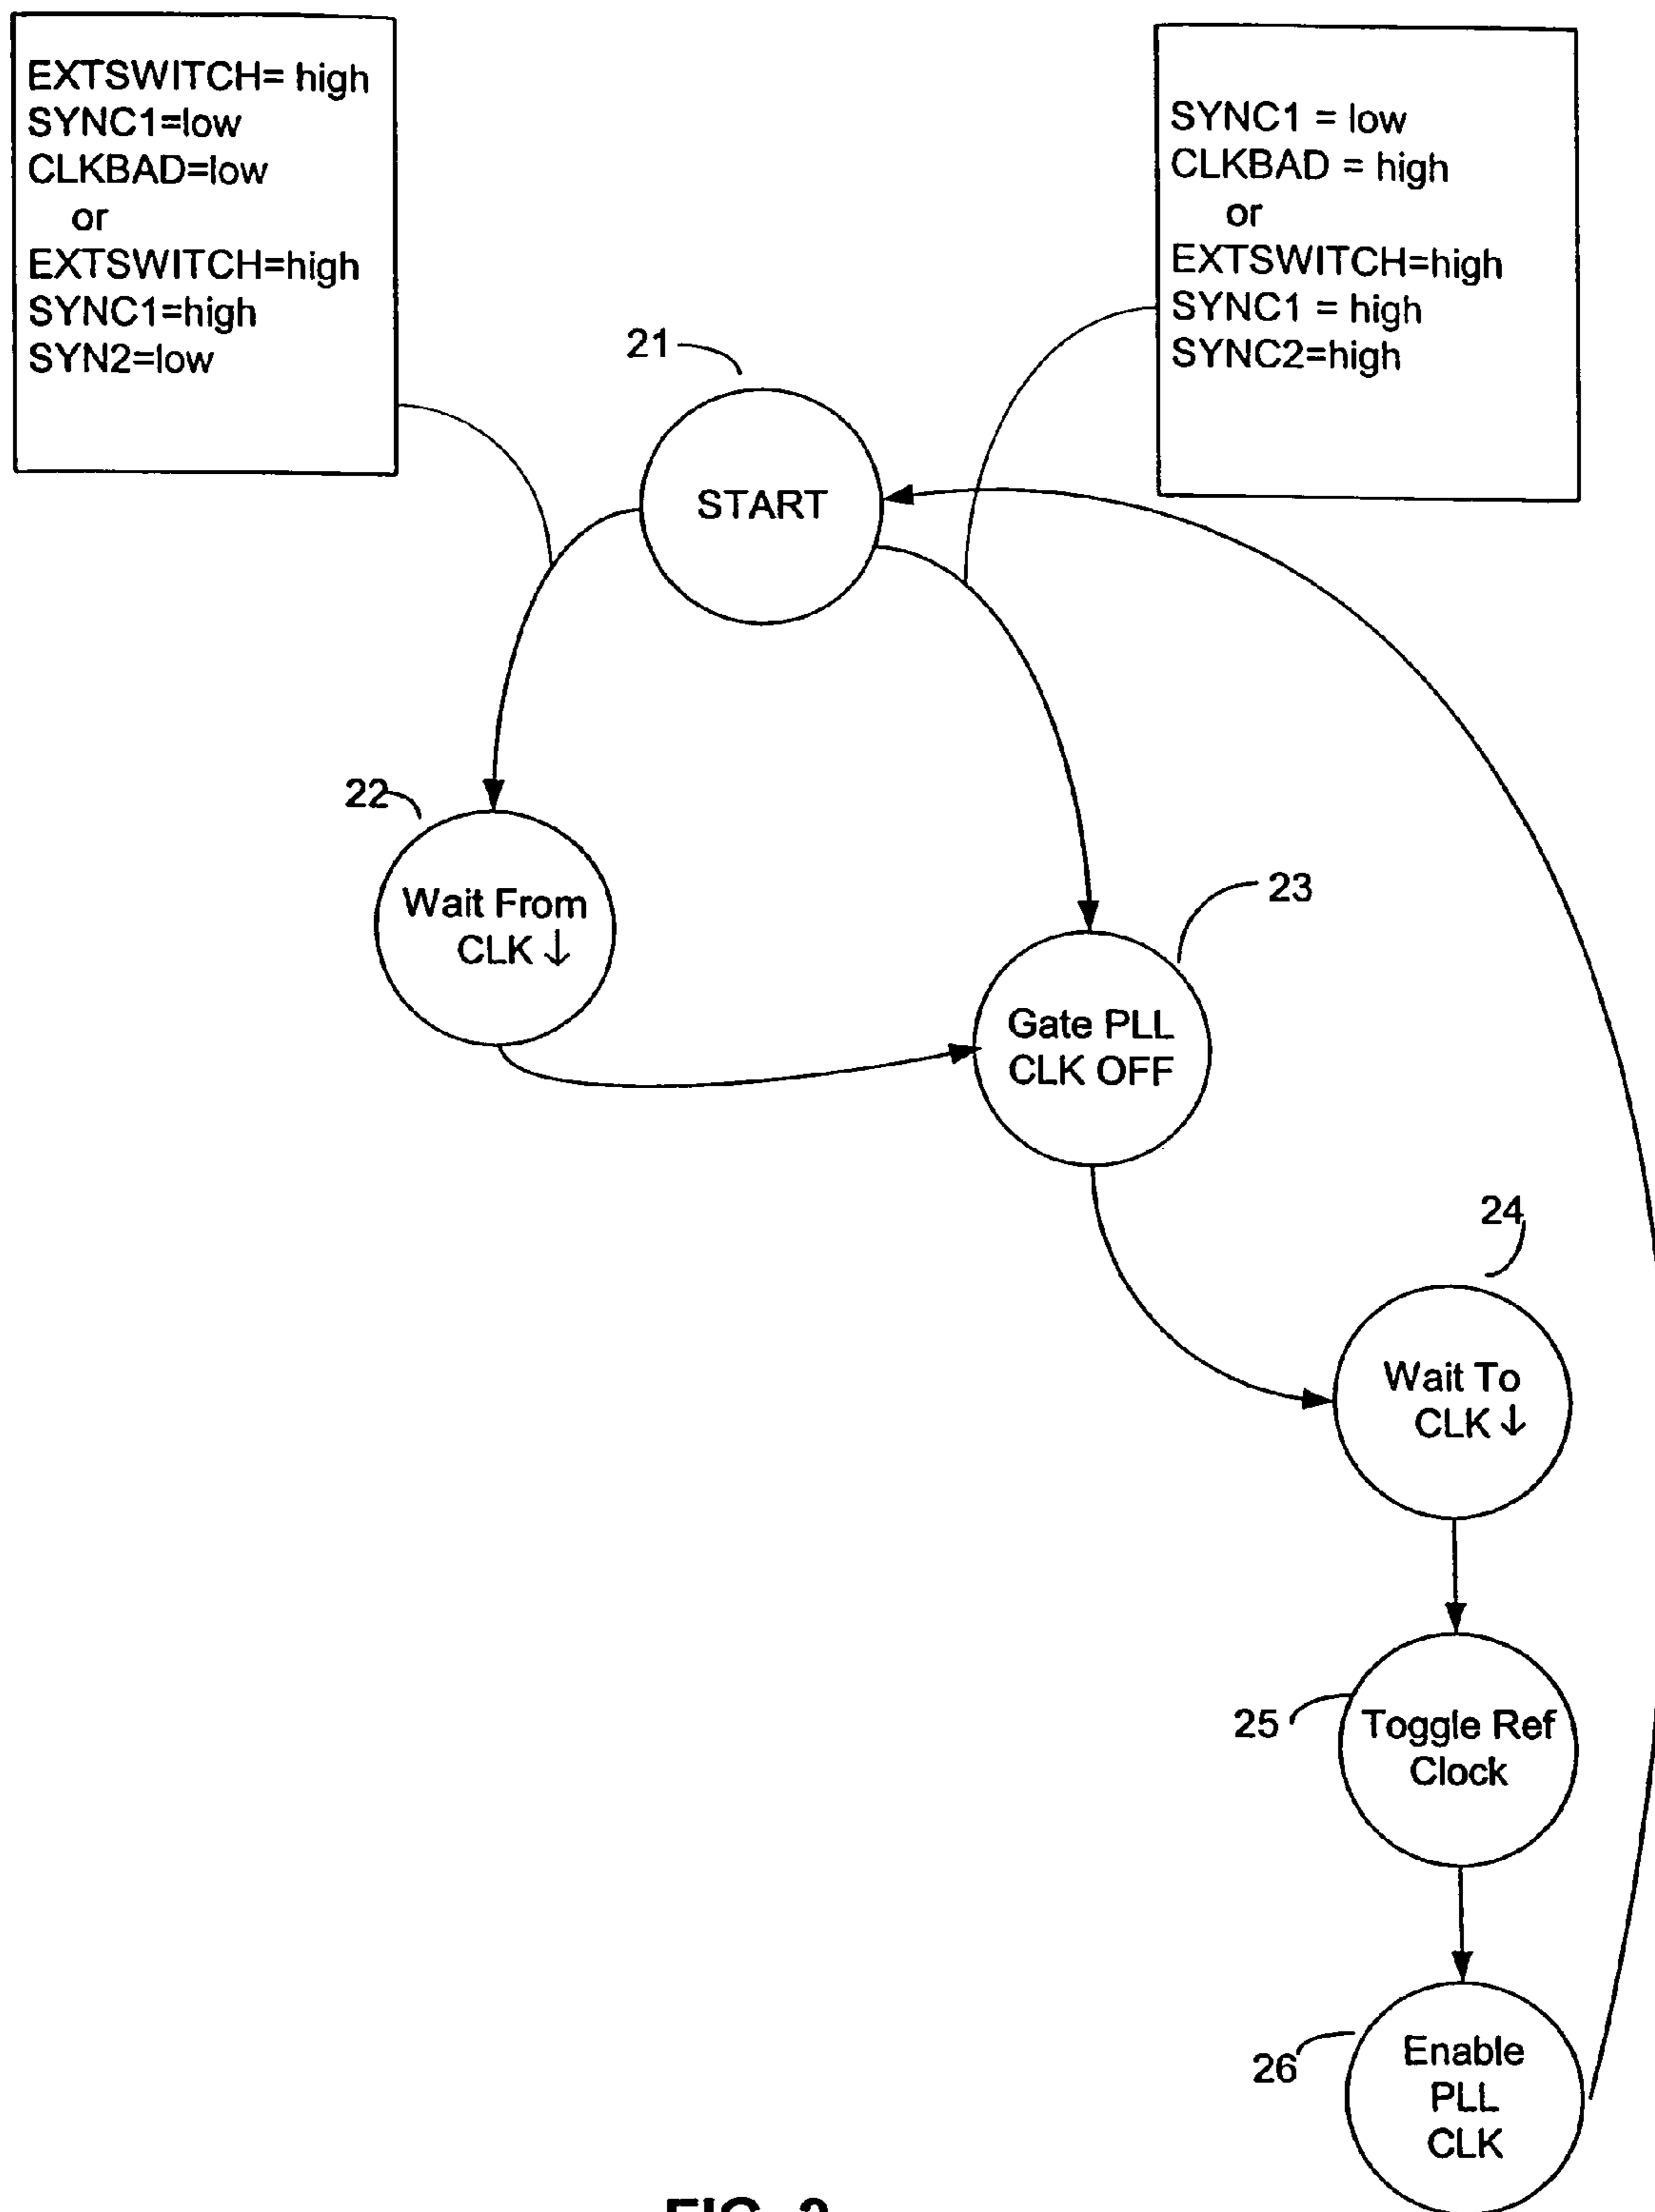 EXTSWITCH= high
SYNC1=low
CLKBAD=low
or
EXTSWITCH=high
SYNC1=high
SYN2=low
SYNC1 = low
CLKBAD = high
or
EXTSWITCH=high
SYNC1 = high
SYNC2=high
21
START
22
Wait From
CLK ↓
23
Gate PLL
CLK OFF
24
Wait To
CLK ↓
25
Toggle Ref
Clock
26
Enable
PLL
CLK
FIG.